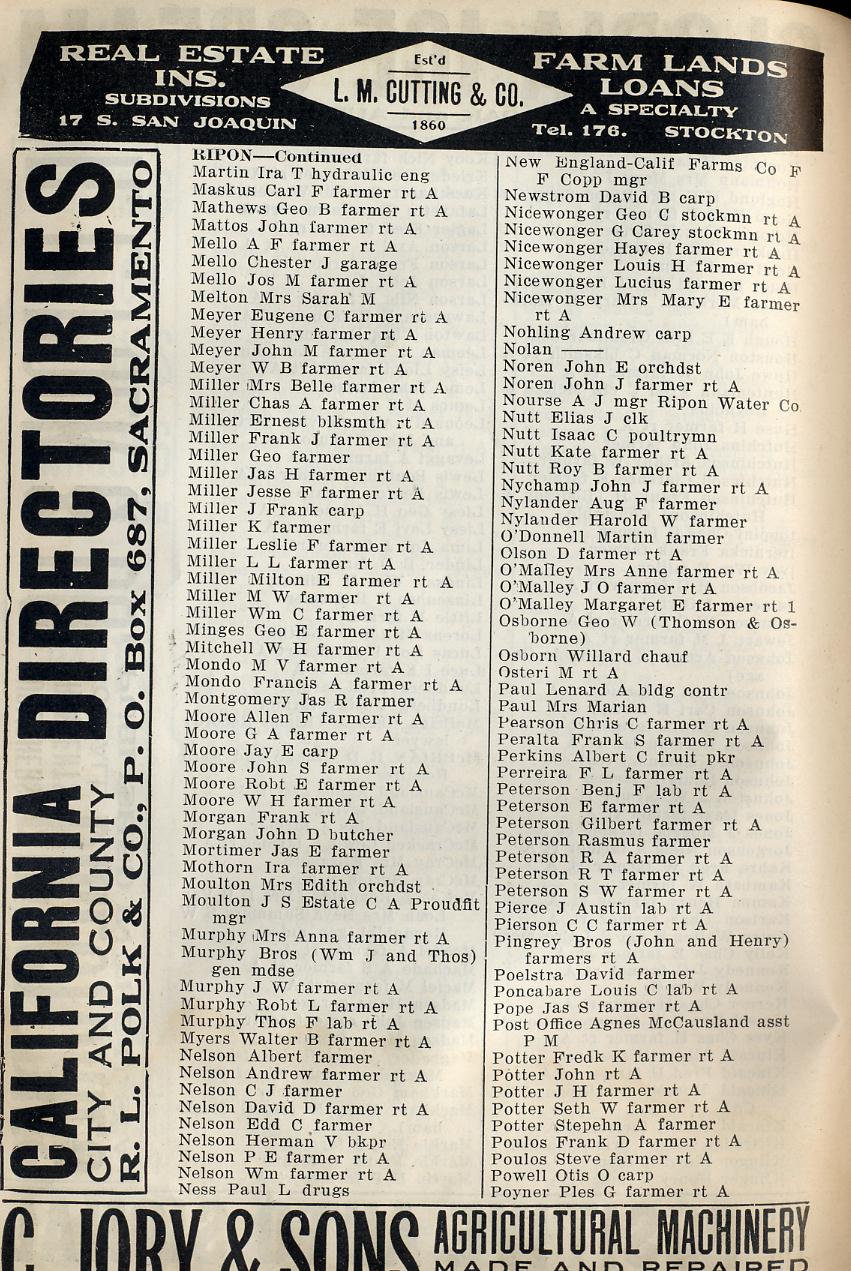 REAL ESTATE
INS.
SUBDIVISIONS
17 S. SAN JOAQUIN
Est'd
L. M. CUTTING & CO.
1860
FARM LANDS
LOANS
A SPECIALTY
Tel. 176. STOCKTON
CALIFORNIA DIRECTORIES
CITY AND COUNTY
R. L. POLK & CO., P. O. Box 687, SACRAMENTO
RIPON—Continued
Martin Ira T hydraulic eng
Maskus Carl F farmer rt A
Mathews Geo B farmer rt A
Mattos John farmer rt A
Mello A F farmer rt A
Mello Chester J garage
Mello Jos M farmer rt A
Melton Mrs Sarah M
Meyer Eugene C farmer rt A
Meyer Henry farmer rt A
Meyer John M farmer rt A
Meyer W B farmer rt A
Miller Mrs Belle farmer rt A
Miller Chas A farmer rt A
Miller Ernest blksmth rt A
Miller Frank J farmer rt A
Miller Geo farmer
Miller Jas H farmer rt A
Miller Jesse F farmer rt A
Miller J Frank carp
Miller K farmer
Miller Leslie F farmer rt A
Miller L L farmer rt A
Miller Milton E farmer rt A
Miller M W farmer rt A
Miller Wm C farmer rt A
Minges Geo E farmer rt A
Mitchell W H farmer rt A
Mondo M V farmer rt A
Mondo Francis A farmer rt A
Montgomery Jas R farmer
Moore Allen F farmer rt A
Moore G A farmer rt A
Moore Jay E carp
Moore John S farmer rt A
Moore Robt E farmer rt A
Moore W H farmer rt A
Morgan Frank rt A
Morgan John D butcher
Mortimer Jas E farmer
Mothorn Ira farmer rt A
Moulton Mrs Edith orchdst
Moulton J S Estate C A Proudfit
mgr
Murphy Mrs Anna farmer rt A
Murphy Bros (Wm J and Thos)
gen mdse
Murphy J W farmer rt A
Murphy Robt L farmer rt A
Murphy Thos F lab rt A
Myers Walter B farmer rt A
Nelson Albert farmer
Nelson Andrew farmer rt A
Nelson C J farmer
Nelson David D farmer rt A
Nelson Edd C farmer
Nelson Herman V bkpr
Nelson P E farmer rt A
Nelson Wm farmer rt A
Ness Paul L drugs
New England-Calif Farms Co F
F Copp mgr
Newstrom David B carp
Nicewonger Geo C stockmn rt A
Nicewonger G Carey stockmn rt A
Nicewonger Hayes farmer rt A
Nicewonger Louis H farmer rt A
Nicewonger Lucius farmer rt A
Nicewonger Mrs Mary E farmer
rt A
Nohling Andrew carp
Nolan ——
Noren John E orchdst
Noren John J farmer rt A
Nourse A J mgr Ripon Water Co
Nutt Elias J clk
Nutt Isaac C poultrymn
Nutt Kate farmer rt A
Nutt Roy B farmer rt A
Nychamp John J farmer rt A
Nylander Aug F farmer
Nylander Harold W farmer
O'Donnell Martin farmer
Olson D farmer rt A
O'Malley Mrs Anne farmer rt A
O'Malley J O farmer rt A
O'Malley Margaret E farmer rt 1
Osborne Geo W (Thomson & Os-
borne)
Osborn Willard chauf
Osteri M rt A
Paul Lenard A bldg contr
Paul Mrs Marian
Pearson Chris C farmer rt A
Peralta Frank S farmer rt A
Perkins Albert C fruit pkr
Perreira F L farmer rt A
Peterson Benj F lab rt A
Peterson E farmer rt A
Peterson Gilbert farmer rt A
Peterson Rasmus farmer
Peterson R A farmer rt A
Peterson R T farmer rt A
Peterson S W farmer rt A
Pierce J Austin lab rt A
Pierson C C farmer rt A
Pingrey Bros (John and Henry)
farmers rt A
Poelstra David farmer
Poncabare Louis C lab rt A
Pope Jas S farmer rt A
Post Office Agnes McCausland asst
P M
Potter Fredk K farmer rt A
Potter John rt A
Potter J H farmer rt A
Potter Seth W farmer rt A
Potter Stepehn A farmer
Poulos Frank D farmer rt A
Poulos Steve farmer rt A
Powell Otis O carp
Poyner Ples G farmer rt A
C. JORY & SONS
AGRICULTURAL MACHINERY
MADE AND REPAIRED